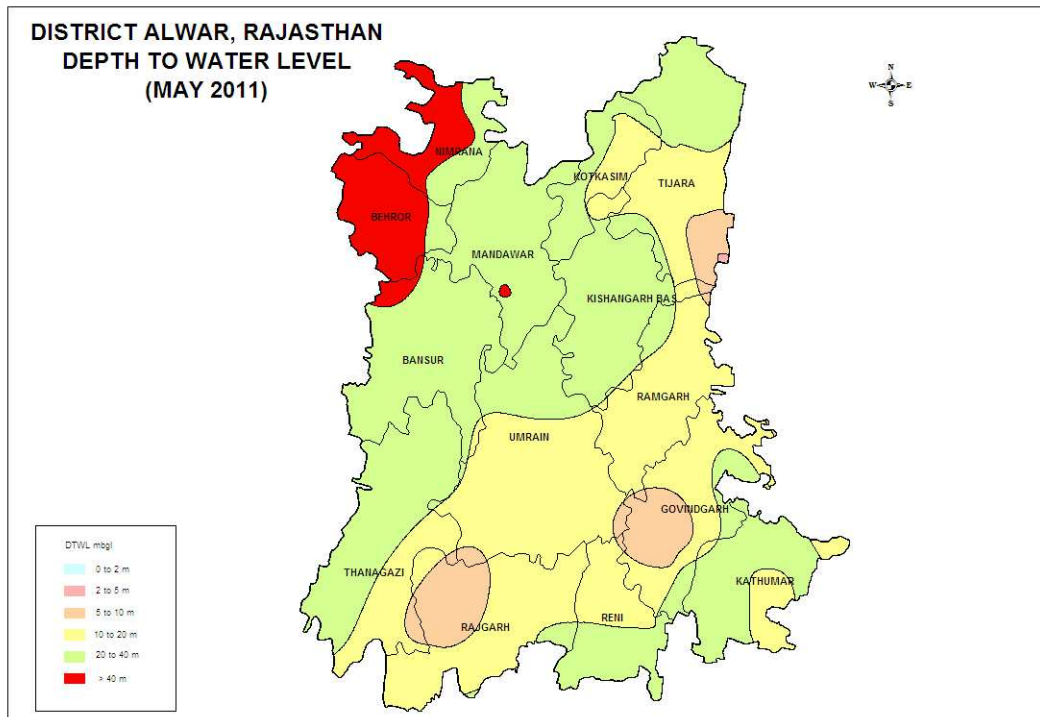 DISTRICT ALWAR, RAJASTHAN
DEPTH TO WATER LEVEL
(MAY 2011)
N
W E
S
NIMRANA
KOTKASIM
TIJARA
BEHROR
MANDAWAR
KISHANGARH BAS
BANSUR
RAMGARH
UMRAIN
GOVINDGARH
THANAGAZI
KATHUMAR
RENI
RAJGARH
DTWL mbgl
0 to 2 m
2 to 5 m
5 to 10 m
10 to 20 m
20 to 40 m
> 40 m